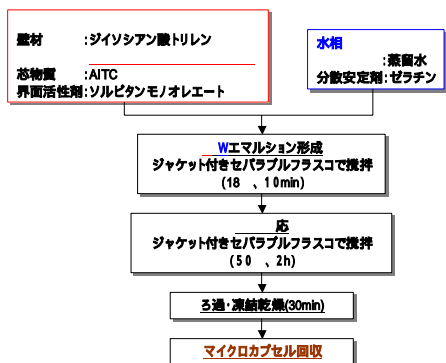 壁材 :ジイソシアン酸トリレン
芯物質 :AITC
界面活性剤:ソルビタンモノオレエート
水相
:蒸留水
分散安定剤:ゼラチン
Wエマルション形成
ジャケット付きセパラブルフラスコで撹拌
(18 、10min)
応
ジャケット付きセパラブルフラスコで撹拌
(50 、2h)
ろ過・凍結乾燥(30min)
マイクロカプセル回収